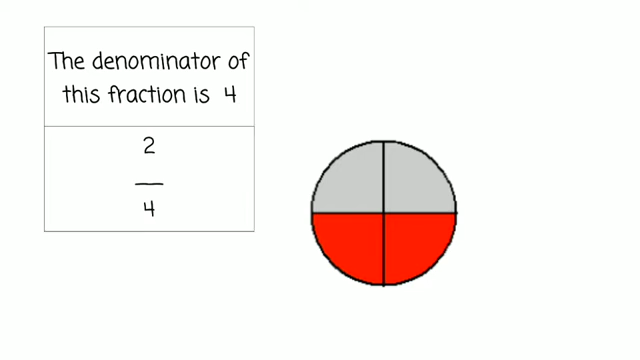 The denominator of
this fraction is 4
2
4